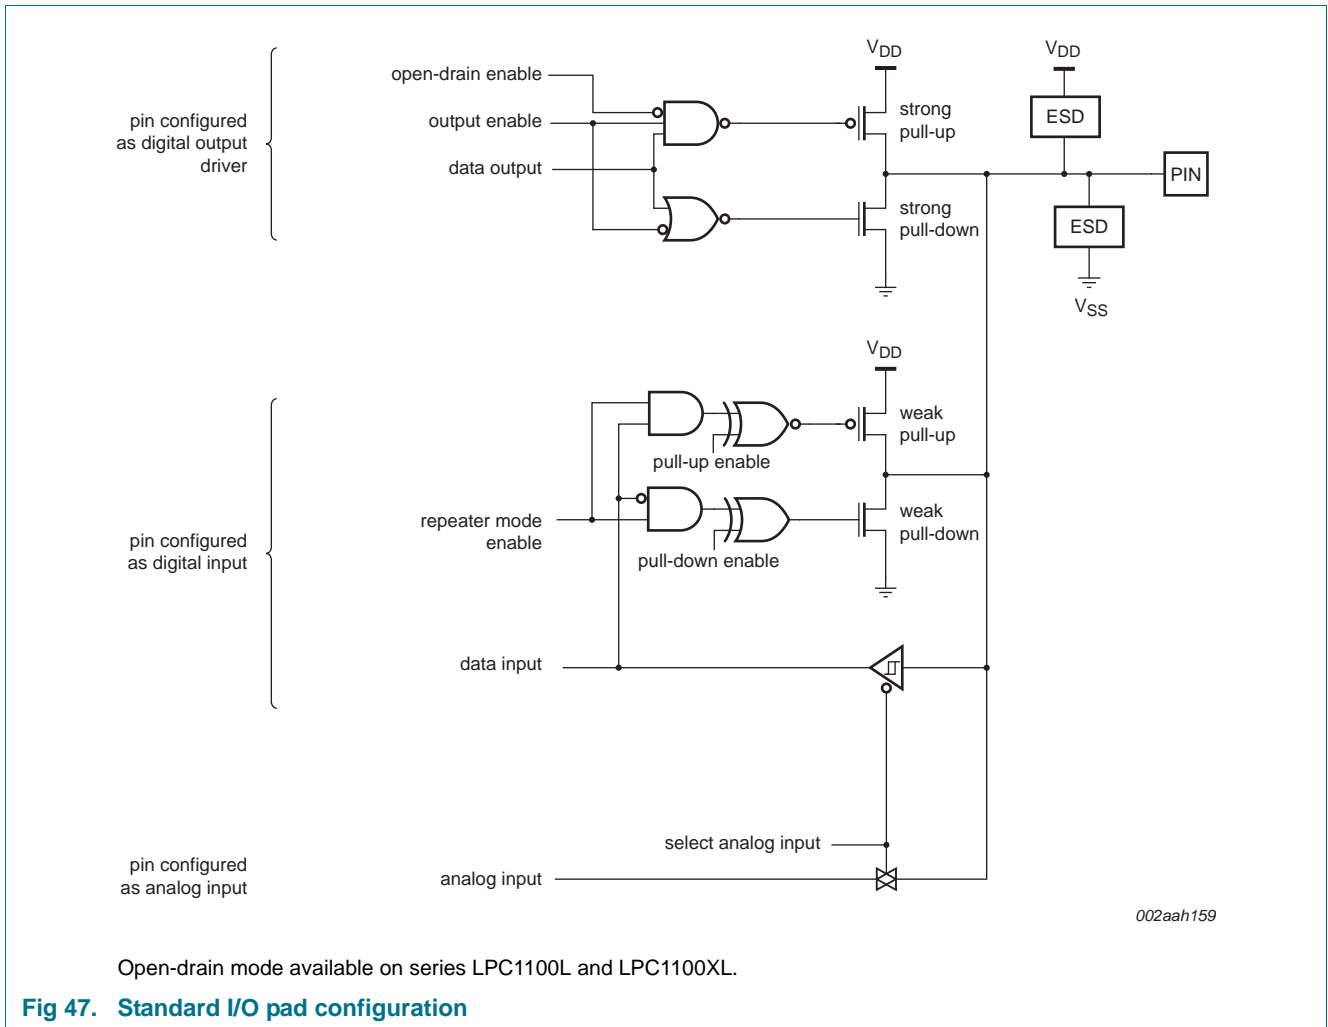 pin configured
as digital output
driver
open-drain enable
output enable
data output
VDD
strong
pull-up
strong
pull-down
VDD
ESD
PIN
ESD
VSS
pin configured
as digital input
VDD
weak
pull-up
pull-up enable
repeater mode
enable
weak
pull-down
pull-down enable
data input
select analog input
pin configured
as analog input
analog input
002aah159
Open-drain mode available on series LPC1100L and LPC1100XL.
Fig 47. Standard I/O pad configuration